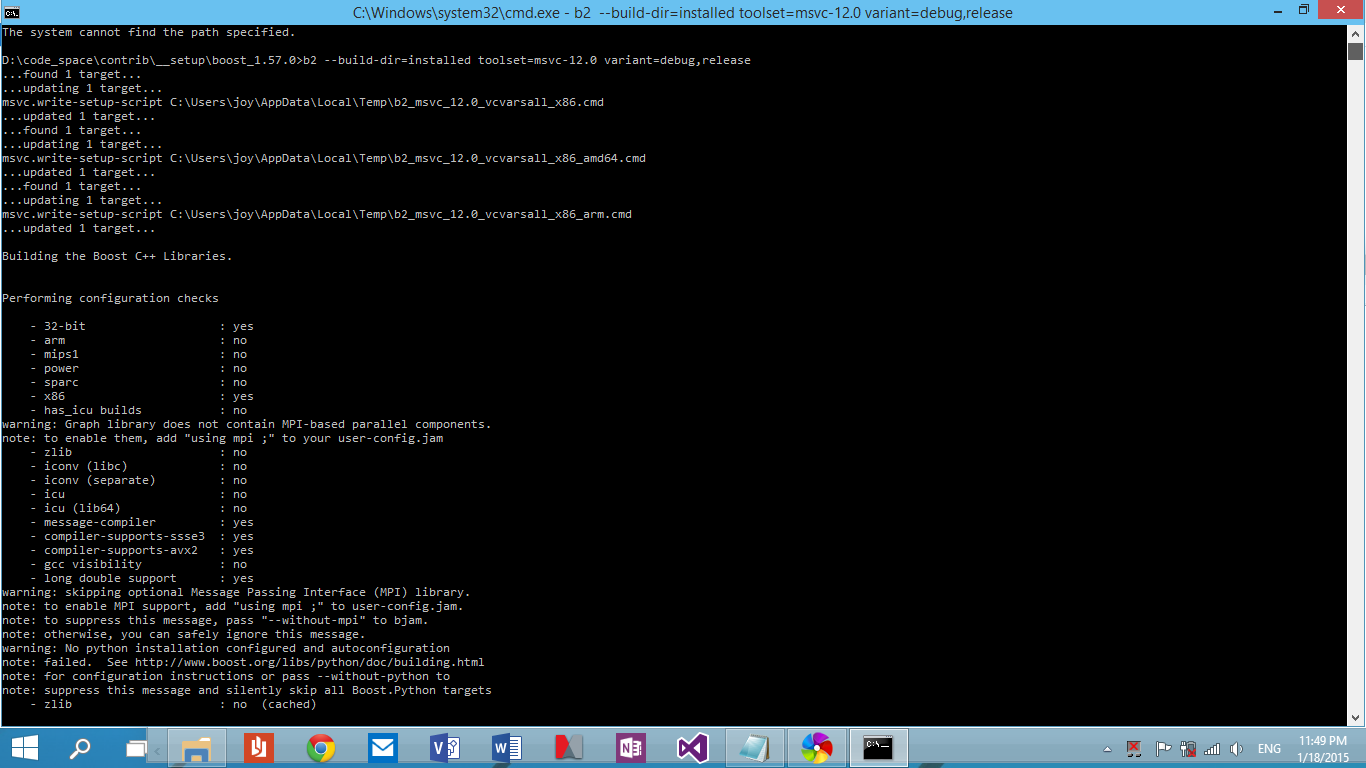 C:\Windows\system32\cmd.exe - b2  --build-dir=installed toolset=msvc-12.0 variant=debug,release
The system cannot find the path specified.
D:\code_space\contrib\__setup\boost_1.57.0>b2 --build-dir=installed toolset=msvc-12.0 variant=debug,release
...found 1 target...
...updating 1 target...
msvc.write-setup-script C:\Users\joy\AppData\Local\Temp\b2_msvc_12.0_vcvarsall_x86.cmd
...updated 1 target...
...found 1 target...
...updating 1 target...
msvc.write-setup-script C:\Users\joy\AppData\Local\Temp\b2_msvc_12.0_vcvarsall_x86_amd64.cmd
...updated 1 target...
...found 1 target...
...updating 1 target...
msvc.write-setup-script C:\Users\joy\AppData\Local\Temp\b2_msvc_12.0_vcvarsall_x86_arm.cmd
...updated 1 target...
Building the Boost C++ Libraries.
Performing configuration checks
- 32-bit                   : yes
- arm                      : no
- mips1                    : no
- power                    : no
- sparc                    : no
- x86                      : yes
- has_icu builds           : no
warning: Graph library does not contain MPI-based parallel components.
note: to enable them, add "using mpi ;" to your user-config.jam
- zlib                     : no
- iconv (libc)             : no
- iconv (separate)         : no
- icu                      : no
- icu (lib64)              : no
- message-compiler         : yes
- compiler-supports-ssse3  : yes
- compiler-supports-avx2   : yes
- gcc visibility           : no
- long double support      : yes
warning: skipping optional Message Passing Interface (MPI) library.
note: to enable MPI support, add "using mpi ;" to user-config.jam.
note: to suppress this message, pass "--without-mpi" to bjam.
note: otherwise, you can safely ignore this message.
warning: No python installation configured and autoconfiguration
note: failed.  See http://www.boost.org/libs/python/doc/building.html
note: for configuration instructions or pass --without-python to
note: suppress this message and silently skip all Boost.Python targets
- zlib                     : no  (cached)
ENG
11:49 PM
1/18/2015